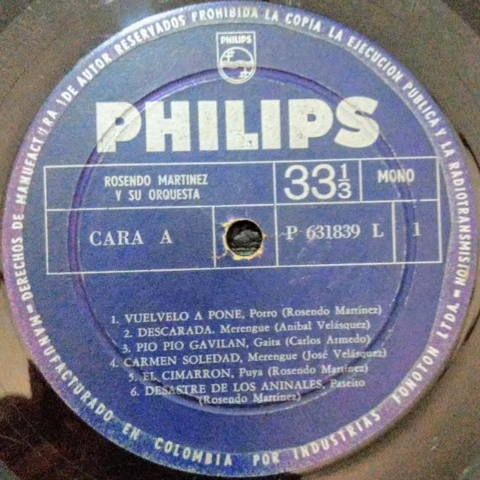 DERECHOS DE MANUFACTURA Y DE AUTOR RESERVADOS PROHIBIDA LA COPIA LA EJECUCION PUBLICA Y LA RADIOTRANSMISION
PHILIPS
PHILIPS
ROSENDO MARTINEZ
Y SU ORQUESTA
33 1/3
MONO
CARA A
P 631839 L
1
1. VUELVELO A PONE, Porro (Rosendo Martínez)
2. DESCARADA, Merengue (Anibal Velásquez)
3. PIO PIO GAVILAN, Gaita (Carlos Armedo)
4. CARMEN SOLEDAD, Merengue (José Velásquez)
5. EL CIMARRON, Puya (Rosendo Martínez)
6. DESASTRE DE LOS ANINALES, Paseito
(Rosendo Martínez)
MANUFACTURADO EN COLOMBIA POR INDUSTRIAS FONOTON LTDA.